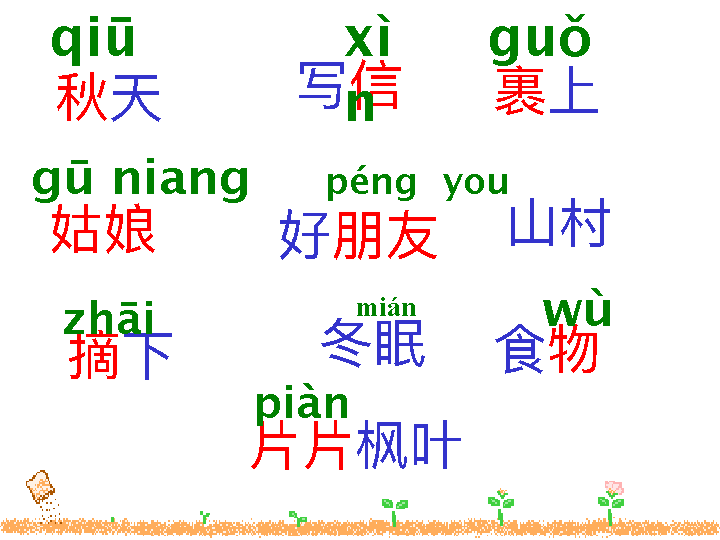 qiū xìn guǒ
秋天 写信 裹上
gū niang péng you
姑娘 好朋友 山村
zhāi mián wù
摘下 冬眠 食物
piàn
片片枫叶